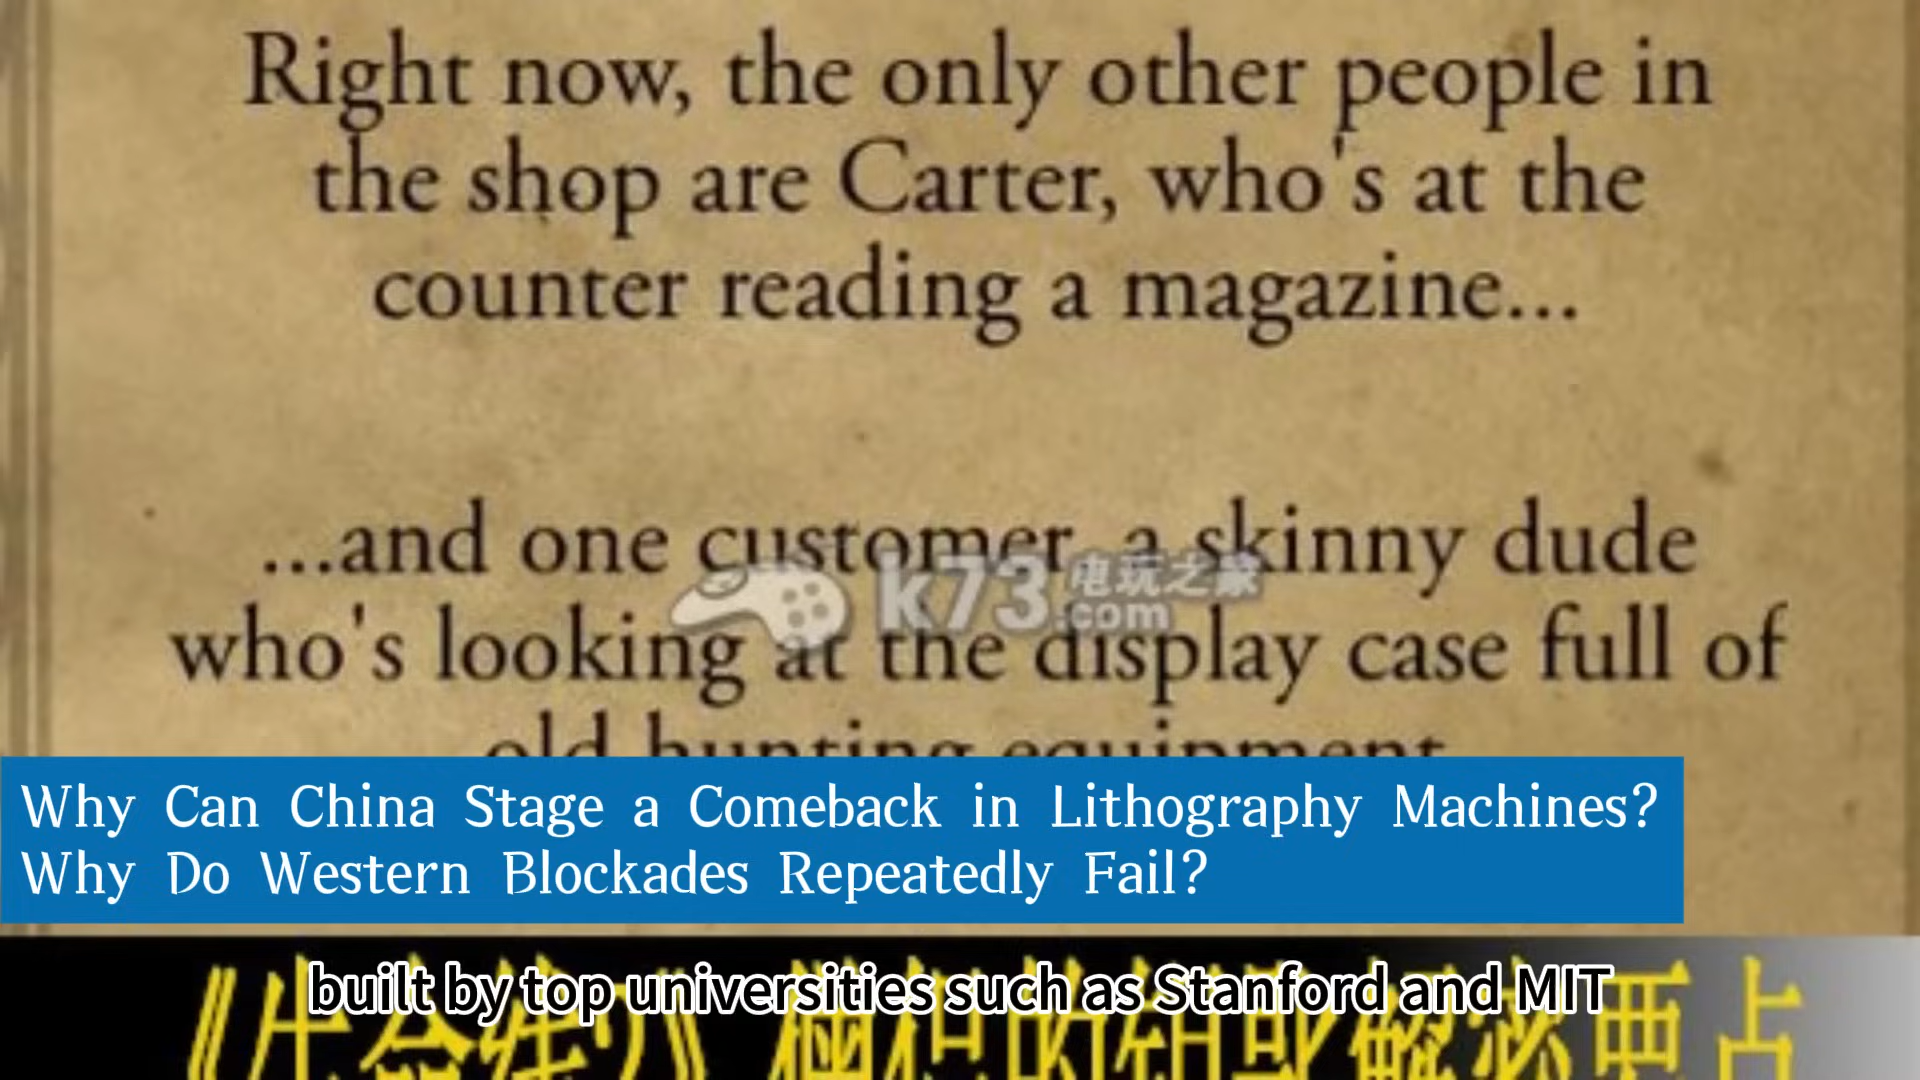 Right now, the only other people in
the shop are Carter, who's at the
counter reading a magazine...
...and one customer, a skinny dude
k73 电玩之家
.com
who's looking at the display case full of
old hunting equipment.
Why Can China Stage a Comeback in Lithography Machines?
Why Do Western Blockades Repeatedly Fail?
built by top universities such as Stanford and MIT